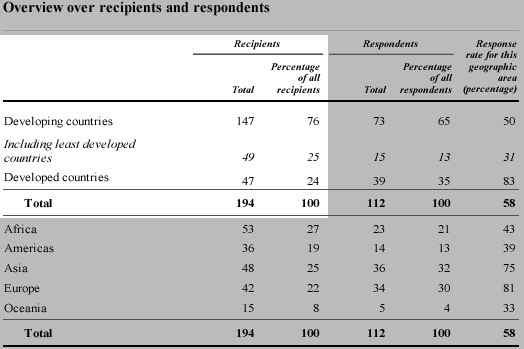 Overview over recipients and respondents
Recipients Respondents Response rate for this geographic area (percentage)
Total Percentage of all recipients Total Percentage of all respondents
Developing countries 147 76 73 65 50
Including least developed countries 49 25 15 13 31
Developed countries 47 24 39 35 83
Total 194 100 112 100 58
Africa 53 27 23 21 43
Americas 36 19 14 13 39
Asia 48 25 36 32 75
Europe 42 22 34 30 81
Oceania 15 8 5 4 33
Total 194 100 112 100 58